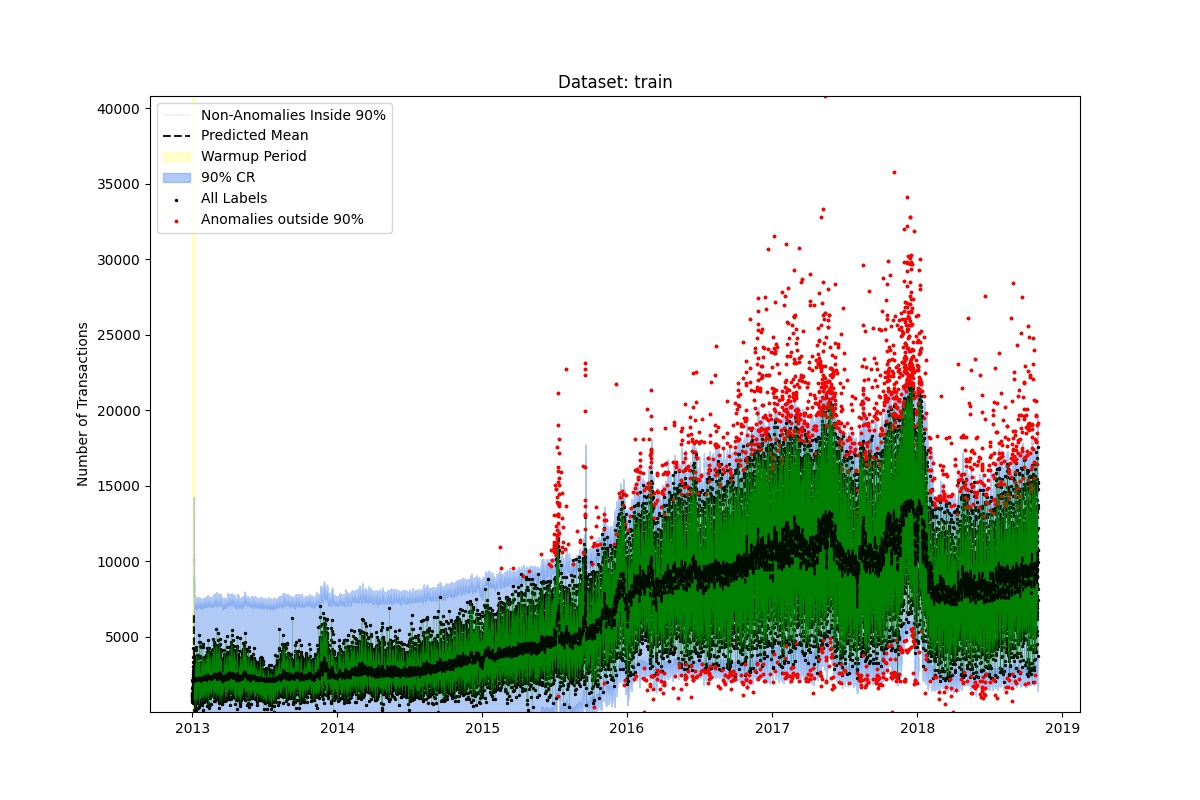 Dataset: train
Non-Anomalies Inside 90%
Predicted Mean
Warmup Period
90% CR
All Labels
Anomalies outside 90%
Number of Transactions
40000
35000
30000
25000
20000
15000
10000
5000
2013 2014 2015 2016 2017 2018 2019